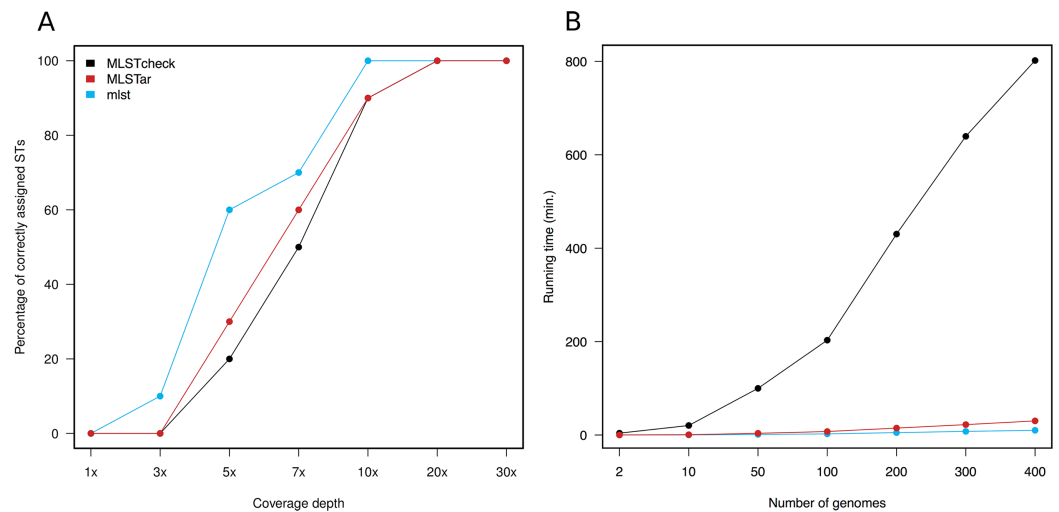 A
B
MLSTcheck
MLSTar
mlst
100
80
60
40
20
0
Percentage of correctly assigned STs
1x 3x 5x 7x 10x 20x 30x
Coverage depth
800
600
400
200
0
Running time (min.)
2 10 50 100 200 300 400
Number of genomes